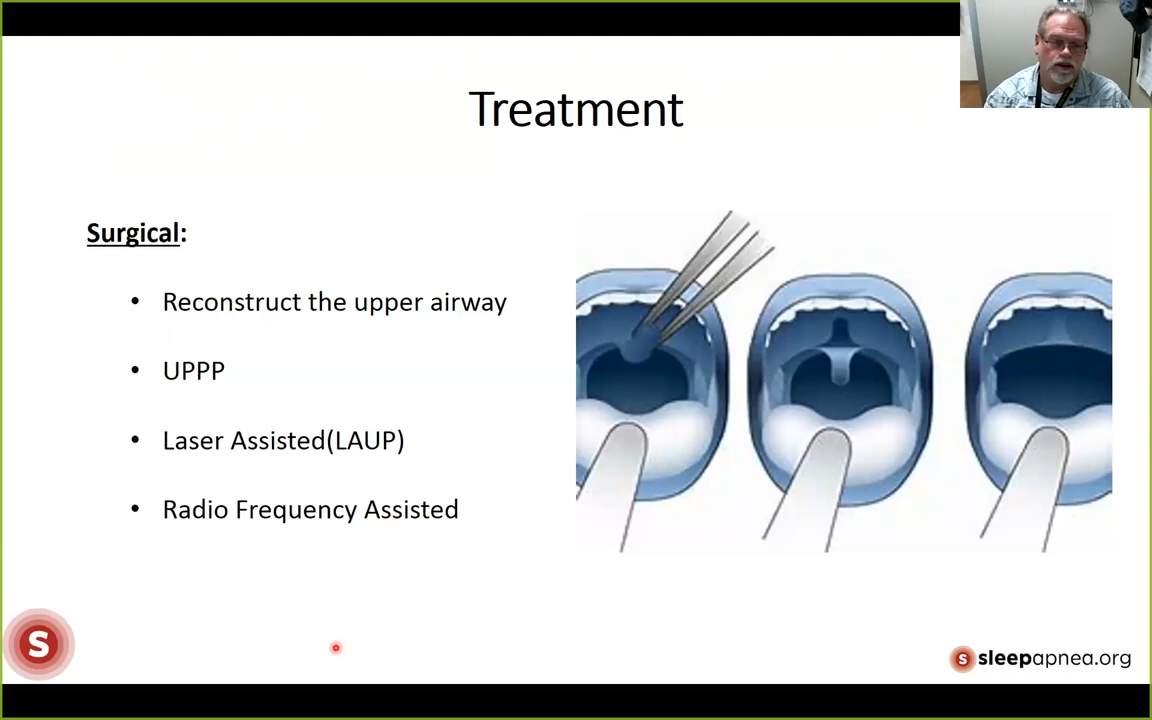 Treatment
Surgical:
• Reconstruct the upper airway
• UPPP
• Laser Assisted(LAUP)
• Radio Frequency Assisted
S
S sleepapnea.org